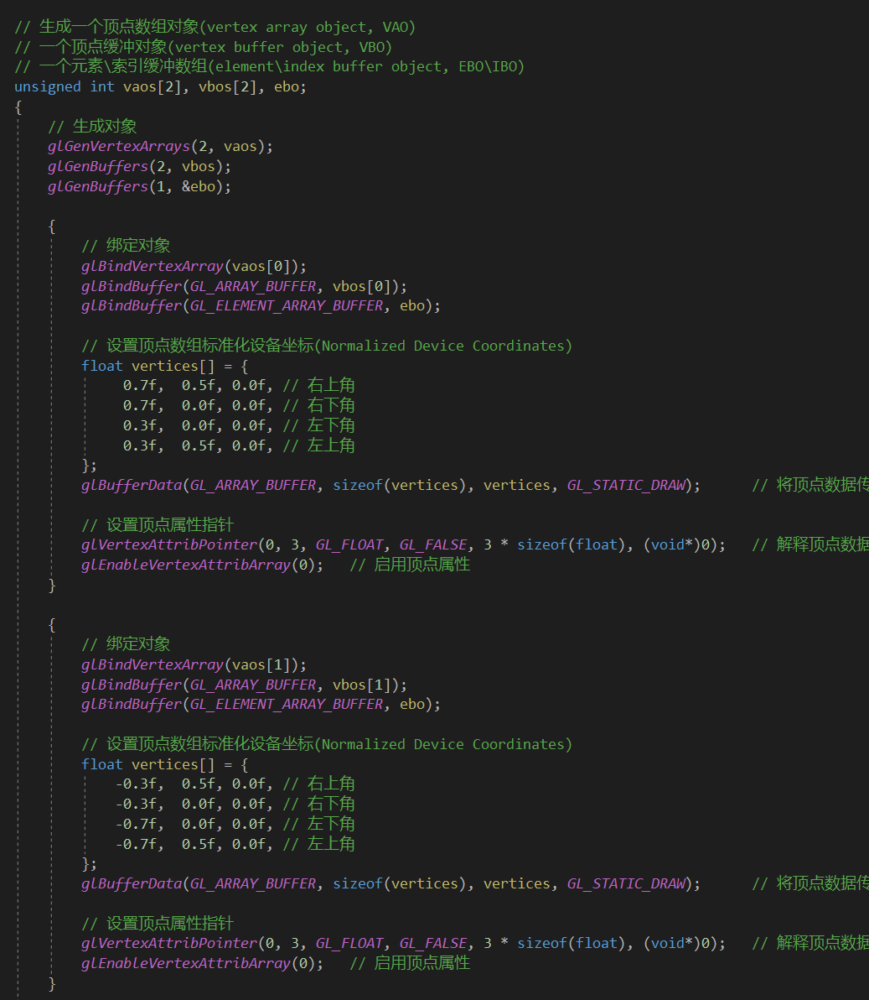 // 生成一个顶点数组对象(vertex array object, VAO)
// 一个顶点缓冲对象(vertex buffer object, VBO)
// 一个元素\索引缓冲数组(element\index buffer object, EBO\IBO)
unsigned int vaos[2], vbos[2], ebo;
{
// 生成对象
glGenVertexArrays(2, vaos);
glGenBuffers(2, vbos);
glGenBuffers(1, &ebo);
{
// 绑定对象
glBindVertexArray(vaos[0]);
glBindBuffer(GL_ARRAY_BUFFER, vbos[0]);
glBindBuffer(GL_ELEMENT_ARRAY_BUFFER, ebo);
// 设置顶点数组标准化设备坐标(Normalized Device Coordinates)
float vertices[] = {
0.7f, 0.5f, 0.0f, // 右上角
0.7f, 0.0f, 0.0f, // 右下角
0.3f, 0.0f, 0.0f, // 左下角
0.3f, 0.5f, 0.0f, // 左上角
};
glBufferData(GL_ARRAY_BUFFER, sizeof(vertices), vertices, GL_STATIC_DRAW); // 将顶点数据传
// 设置顶点属性指针
glVertexAttribPointer(0, 3, GL_FLOAT, GL_FALSE, 3 * sizeof(float), (void*)0); // 解释顶点数据
glEnableVertexAttribArray(0); // 启用顶点属性
}
{
// 绑定对象
glBindVertexArray(vaos[1]);
glBindBuffer(GL_ARRAY_BUFFER, vbos[1]);
glBindBuffer(GL_ELEMENT_ARRAY_BUFFER, ebo);
// 设置顶点数组标准化设备坐标(Normalized Device Coordinates)
float vertices[] = {
-0.3f, 0.5f, 0.0f, // 右上角
-0.3f, 0.0f, 0.0f, // 右下角
-0.7f, 0.0f, 0.0f, // 左下角
-0.7f, 0.5f, 0.0f, // 左上角
};
glBufferData(GL_ARRAY_BUFFER, sizeof(vertices), vertices, GL_STATIC_DRAW); // 将顶点数据传
// 设置顶点属性指针
glVertexAttribPointer(0, 3, GL_FLOAT, GL_FALSE, 3 * sizeof(float), (void*)0); // 解释顶点数据
glEnableVertexAttribArray(0); // 启用顶点属性
}